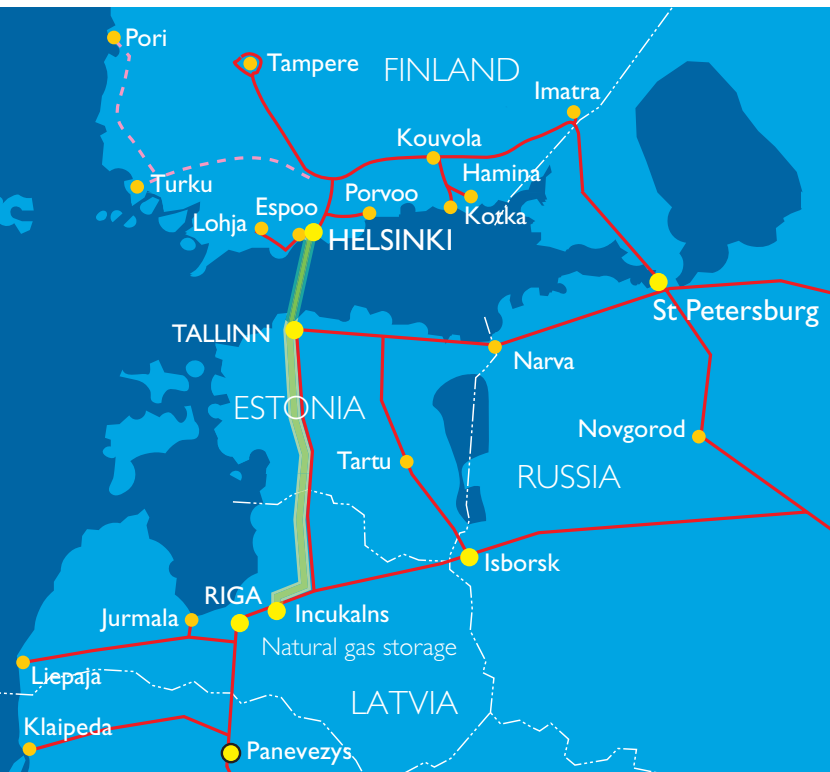 Pori
Tampere
FINLAND
Imatra
Kouvola
Hamina
Turku
Espoo
Porvoo
Lohja
Kotka
HELSINKI
St Petersburg
TALLINN
Narva
ESTONIA
Novgorod
Tartu
RUSSIA
Isborsk
RIGA
Jurmala
Incukalns
Natural gas storage
Liepaja
LATVIA
Klaipeda
Panevezys